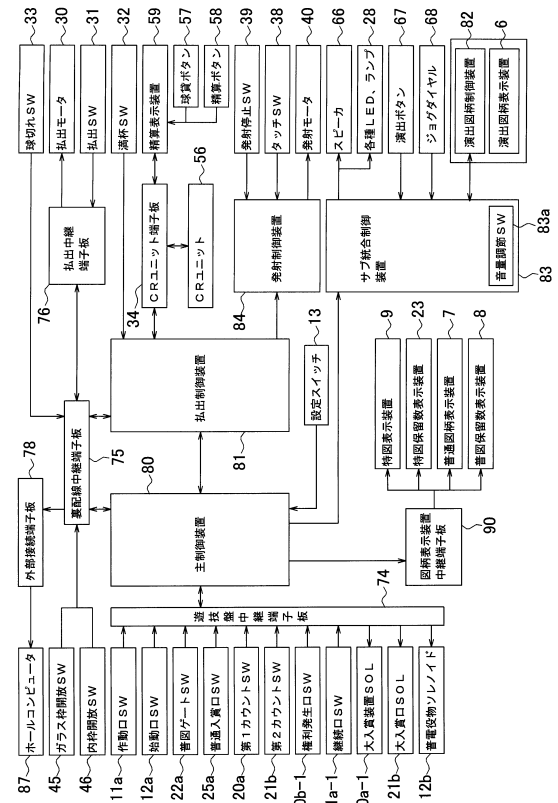 33
球切れSW
30
払出モータ
31
払出SW
32
満杯SW
59
精算表示装置
57
球貸ボタン
58
精算ボタン
39
発射停止SW
38
タッチSW
40
発射モータ
66
スピーカ
28
各種LED、ランプ
67
演出ボタン
68
ジョグダイヤル
82
演出図柄制御装置
6
演出図柄表示装置
払出中継
端子板
76
CRユニット端子板
34
CRユニット
56
発射制御装置
84
サブ統合制御
装置
音量調節SW
83a
83
78
外部接続端子板
裏配線中継端子板
75
払出制御装置
81
設定スイッチ
13
特図表示装置
9
特図保留数表示装置
23
普通図柄表示装置
7
普図保留数表示装置
8
80
主制御装置
図柄表示装置
中継端子板
90
遊技盤中継端子板
74
ホールコンピュータ
87
ガラス枠開放SW
45
内枠開放SW
46
作動口SW
11a
始動口SW
12a
普図ゲートSW
22a
普通入賞口SW
25a
第1カウントSW
20a
第2カウントSW
21b
権利発生口SW
0b-1
継続口SW
1a-1
大入賞装置SOL
0a-1
大入賞口SOL
21b
普電役物ソレノイド
12b